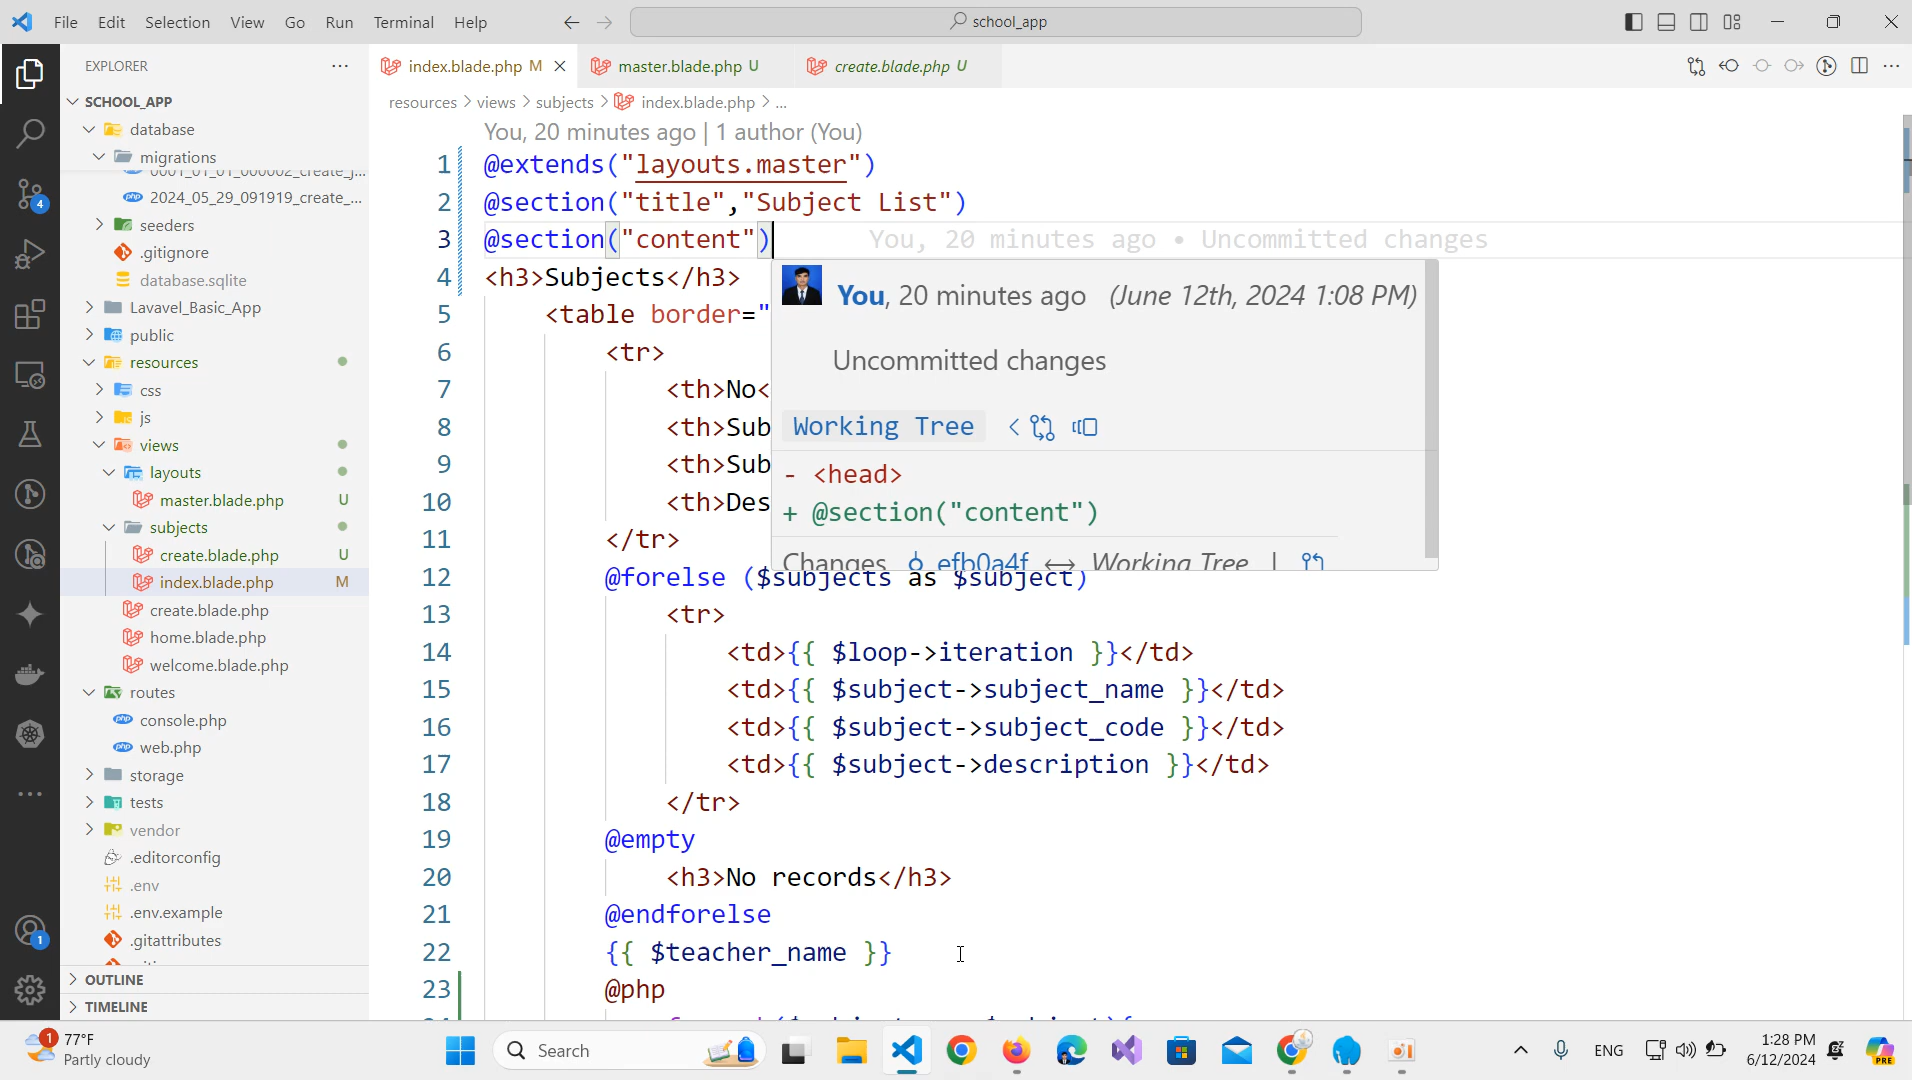 File Edit Selection View Go Run Terminal Help
school_app
EXPLORER
SCHOOL_APP
database
migrations
2024_05_29_091919_create_...
seeders
.gitignore
database.sqlite
Lavavel_Basic_App
public
resources
css
js
views
layouts
master.blade.php U
subjects
create.blade.php U
index.blade.php M
create.blade.php
home.blade.php
welcome.blade.php
routes
console.php
web.php
storage
tests
vendor
.editorconfig
.env
.env.example
.gitattributes
OUTLINE
TIMELINE
4
1
index.blade.php M
master.blade.php U
create.blade.php U
resources > views > subjects > index.blade.php > ...
You, 20 minutes ago | 1 author (You)
1 @extends("layouts.master")
2 @section("title","Subject List")
3 @section("content") You, 20 minutes ago • Uncommitted changes
4 <h3>Subjects</h3>
5 <table border="
6 <tr>
7 <th>No<
8 <th>Sub
9 <th>Sub
10 <th>Des
11 </tr>
12 @forelse ($subjects as $subject)
13 <tr>
14 <td>{{ $loop->iteration }}</td>
15 <td>{{ $subject->subject_name }}</td>
16 <td>{{ $subject->subject_code }}</td>
17 <td>{{ $subject->description }}</td>
18 </tr>
19 @empty
20 <h3>No records</h3>
21 @endforelse
22 {{ $teacher_name }}
23 @php
You, 20 minutes ago (June 12th, 2024 1:08 PM)
Uncommitted changes
Working Tree
- <head>
+ @section("content")
Changes efb0a4f Working Tree |
1
77°F
Partly cloudy
Search
ENG
1:28 PM
6/12/2024
PRE